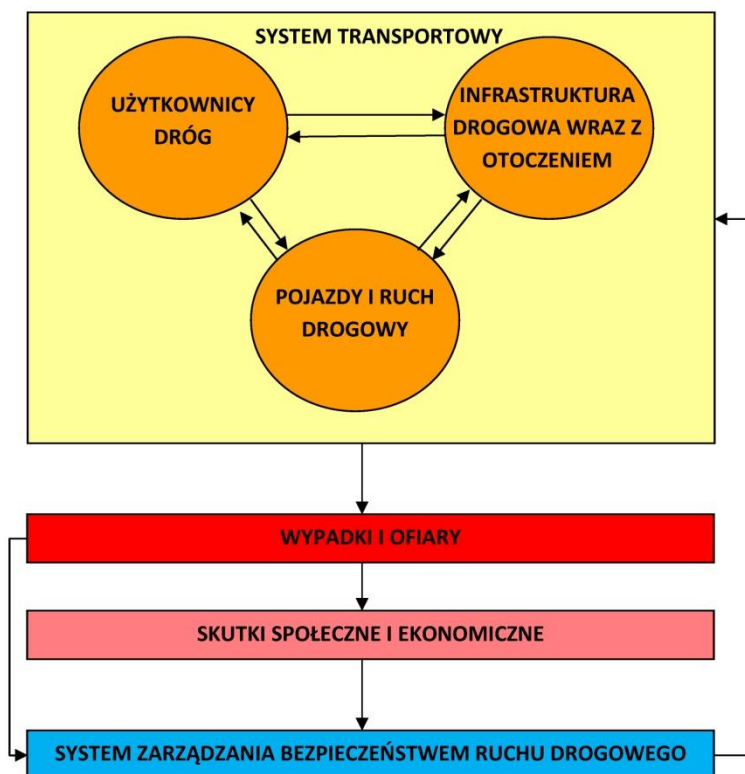 SYSTEM TRANSPORTOWY
UŻYTKOWNICY
DRÓG
INFRASTRUKTURA
DROGOWA WRAZ Z
OTOCZENIEM
POJAZDY I RUCH
DROGOWY
WYPADKI I OFIARY
SKUTKI SPOŁECZNE I EKONOMICZNE
SYSTEM ZARZĄDZANIA BEZPIECZEŃSTWEM RUCHU DROGOWEGO